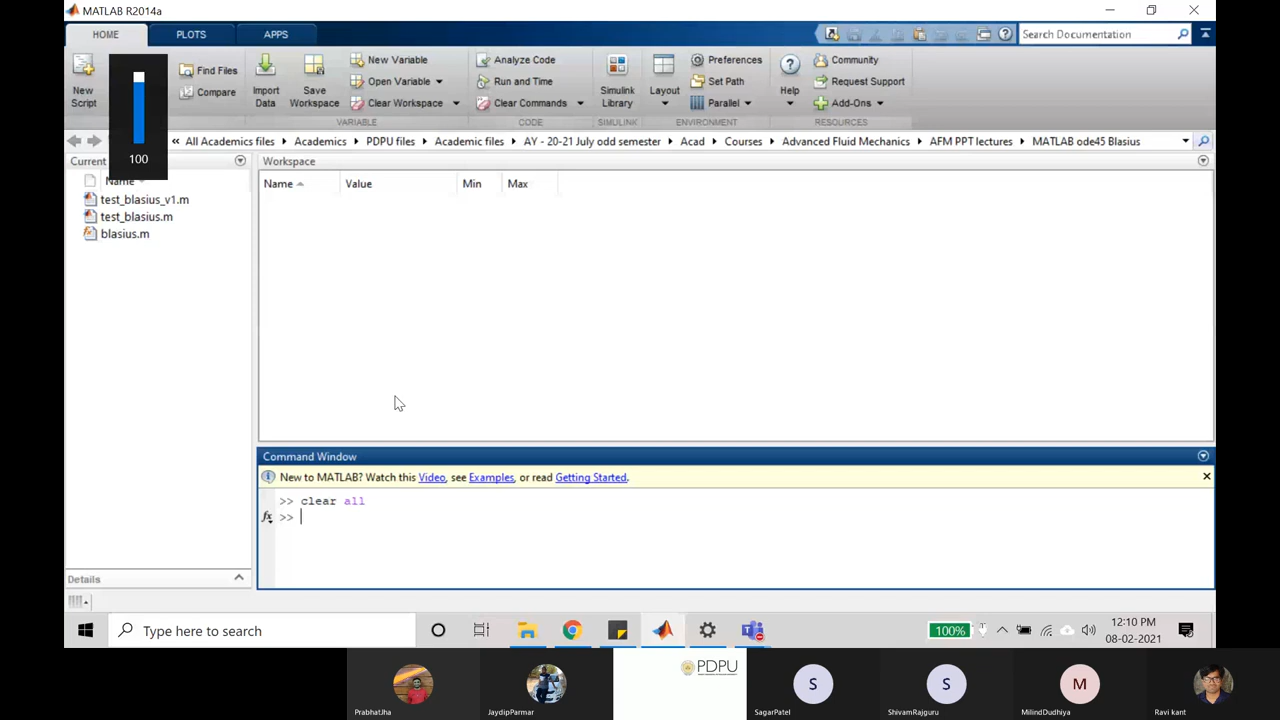 MATLAB R2014a
HOME PLOTS APPS
Search Documentation
New Script
100
Find Files
Compare
Import Data
Save Workspace
New Variable
Open Variable
Clear Workspace
VARIABLE
Analyze Code
Run and Time
Clear Commands
CODE
Simulink Library
SIMULINK
Layout
Preferences
Set Path
Parallel
ENVIRONMENT
Help
Community
Request Support
Add-Ons
RESOURCES
« All Academics files Academics PDPU files Academic files AY - 20-21 July odd semester Acad Courses Advanced Fluid Mechanics AFM PPT lectures MATLAB ode45 Blasius
Current
Name
test_blasius_v1.m
test_blasius.m
blasius.m
Details
Workspace
Name Value Min Max
Command Window
New to MATLAB? Watch this Video, see Examples, or read Getting Started.
>> clear all
fx >>
Type here to search
100%
12:10 PM
08-02-2021
PrabhatJha
JaydipParmar
PDPU
S
SagarPatel
S
ShivamRajguru
M
MilindDudhiya
Ravi kant